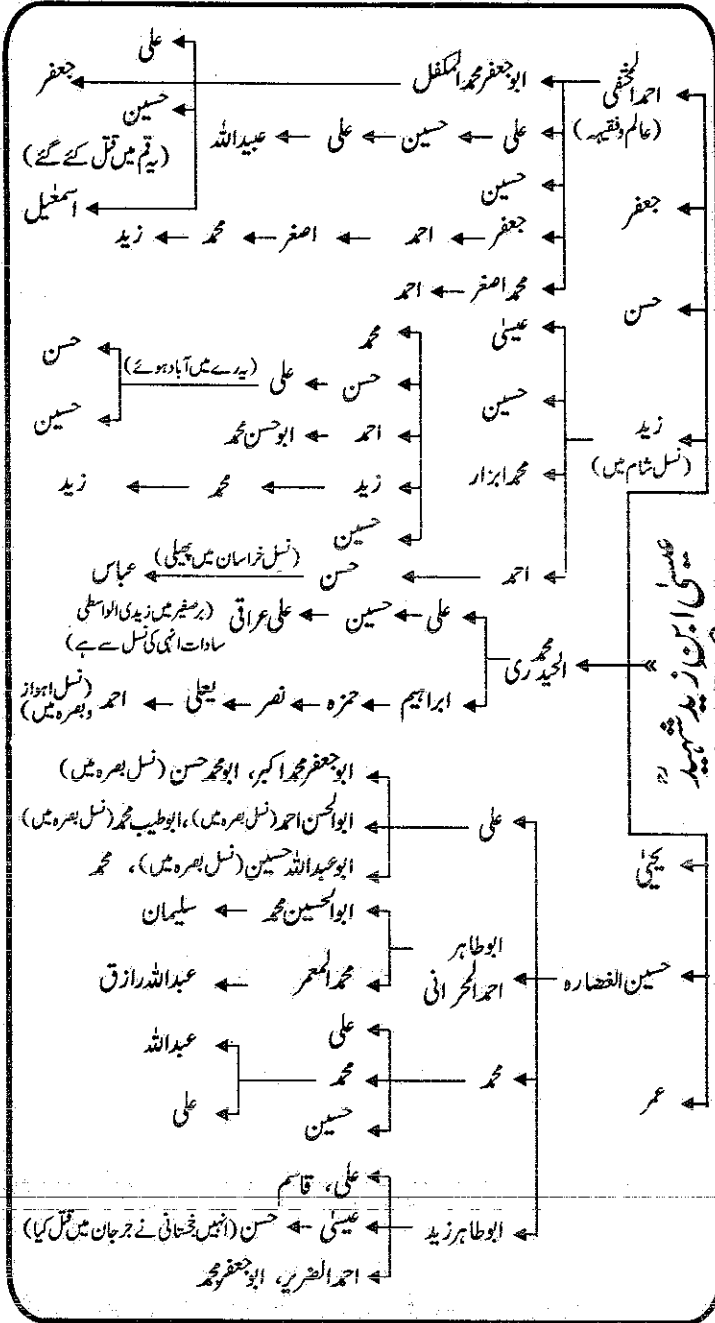 عیسیٰ ابن زید شہیدؒ
احمد المختفی
(عالم و فقیہہ)
ابوجعفر محمد المکفل
علی
جعفر
حسین
(یہ قم میں قتل کئے گئے)
اسمٰعیل
علی حسین علی عبیداللہ
حسین
جعفر احمد اصغر محمد زید
محمد اصغر احمد
جعفر
حسن
زید
(نسل شام میں)
عیسیٰ
حسین
محمد ابزار
محمد
حسن علی (یہ رے میں آباد ہوئے)
حسن
حسین
احمد ابوحسن محمد
زید محمد زید
حسین
احمد حسن (نسل خراسان میں پھیلی) عباس
محمد
الحیدری
علی حسین علی عراقی (برصغیر میں زیدی الواسطی
سادات انہی کی نسل سے ہے)
ابراہیم حمزہ نصر یعلی احمد (نسل اہواز
وبصرہ میں)
یحیٰی
حسین الغضارہ
علی
ابوجعفر محمد اکبر، ابومحمد حسن (نسل بصرہ میں)
ابوالحسن احمد (نسل بصرہ میں)، ابوطیب محمد (نسل بصرہ میں)
ابوعبداللہ حسین (نسل بصرہ میں)، محمد
ابوطاہر
احمد الحرانی
ابوالحسین محمد سلیمان
محمد المعمر عبداللہ رازق
محمد
علی
محمد
عبداللہ
علی
حسین
ابوطاہر زید
علی، قاسم
عیسیٰ حسن (انہیں خجستانی نے جرجان میں قتل کیا)
احمد الضریر، ابوجعفر محمد
عمر